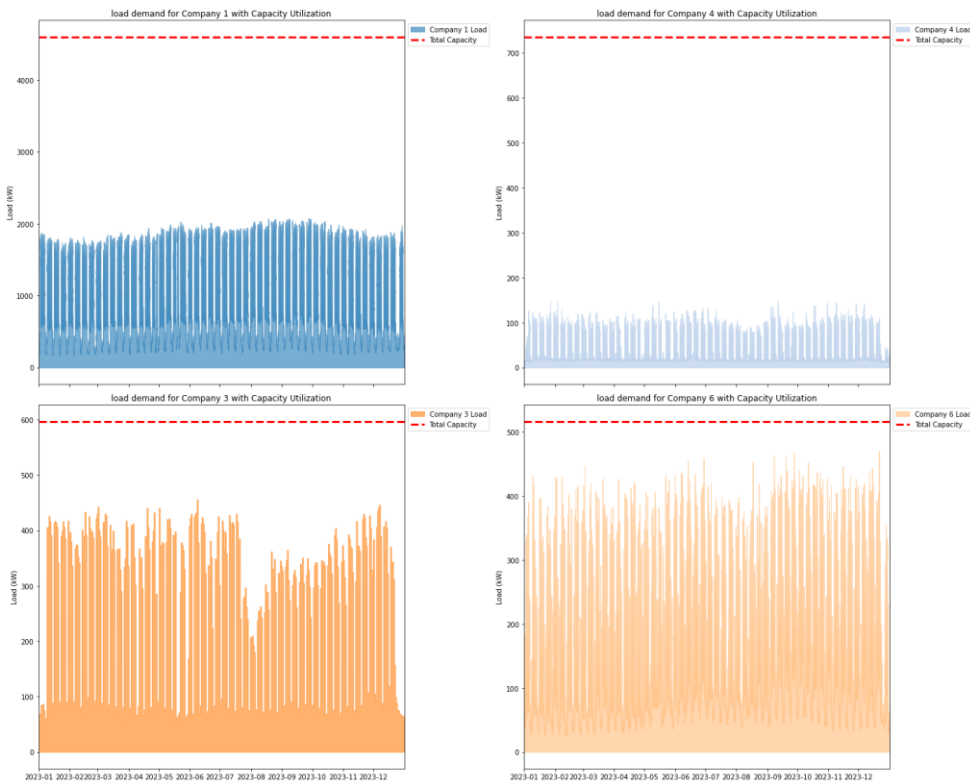 load demand for Company 1 with Capacity Utilization
Company 1 Load
Total Capacity
Load (kW)
4000
3000
2000
1000
0
load demand for Company 4 with Capacity Utilization
Company 4 Load
Total Capacity
Load (kW)
700
600
500
400
300
200
100
0
load demand for Company 3 with Capacity Utilization
Company 3 Load
Total Capacity
Load (kW)
600
500
400
300
200
100
0
2023-01 2023-02 2023-03 2023-04 2023-05 2023-06 2023-07 2023-08 2023-09 2023-10 2023-11 2023-12
load demand for Company 6 with Capacity Utilization
Company 6 Load
Total Capacity
Load (kW)
500
400
300
200
100
0
2023-01 2023-02 2023-03 2023-04 2023-05 2023-06 2023-07 2023-08 2023-09 2023-10 2023-11 2023-12